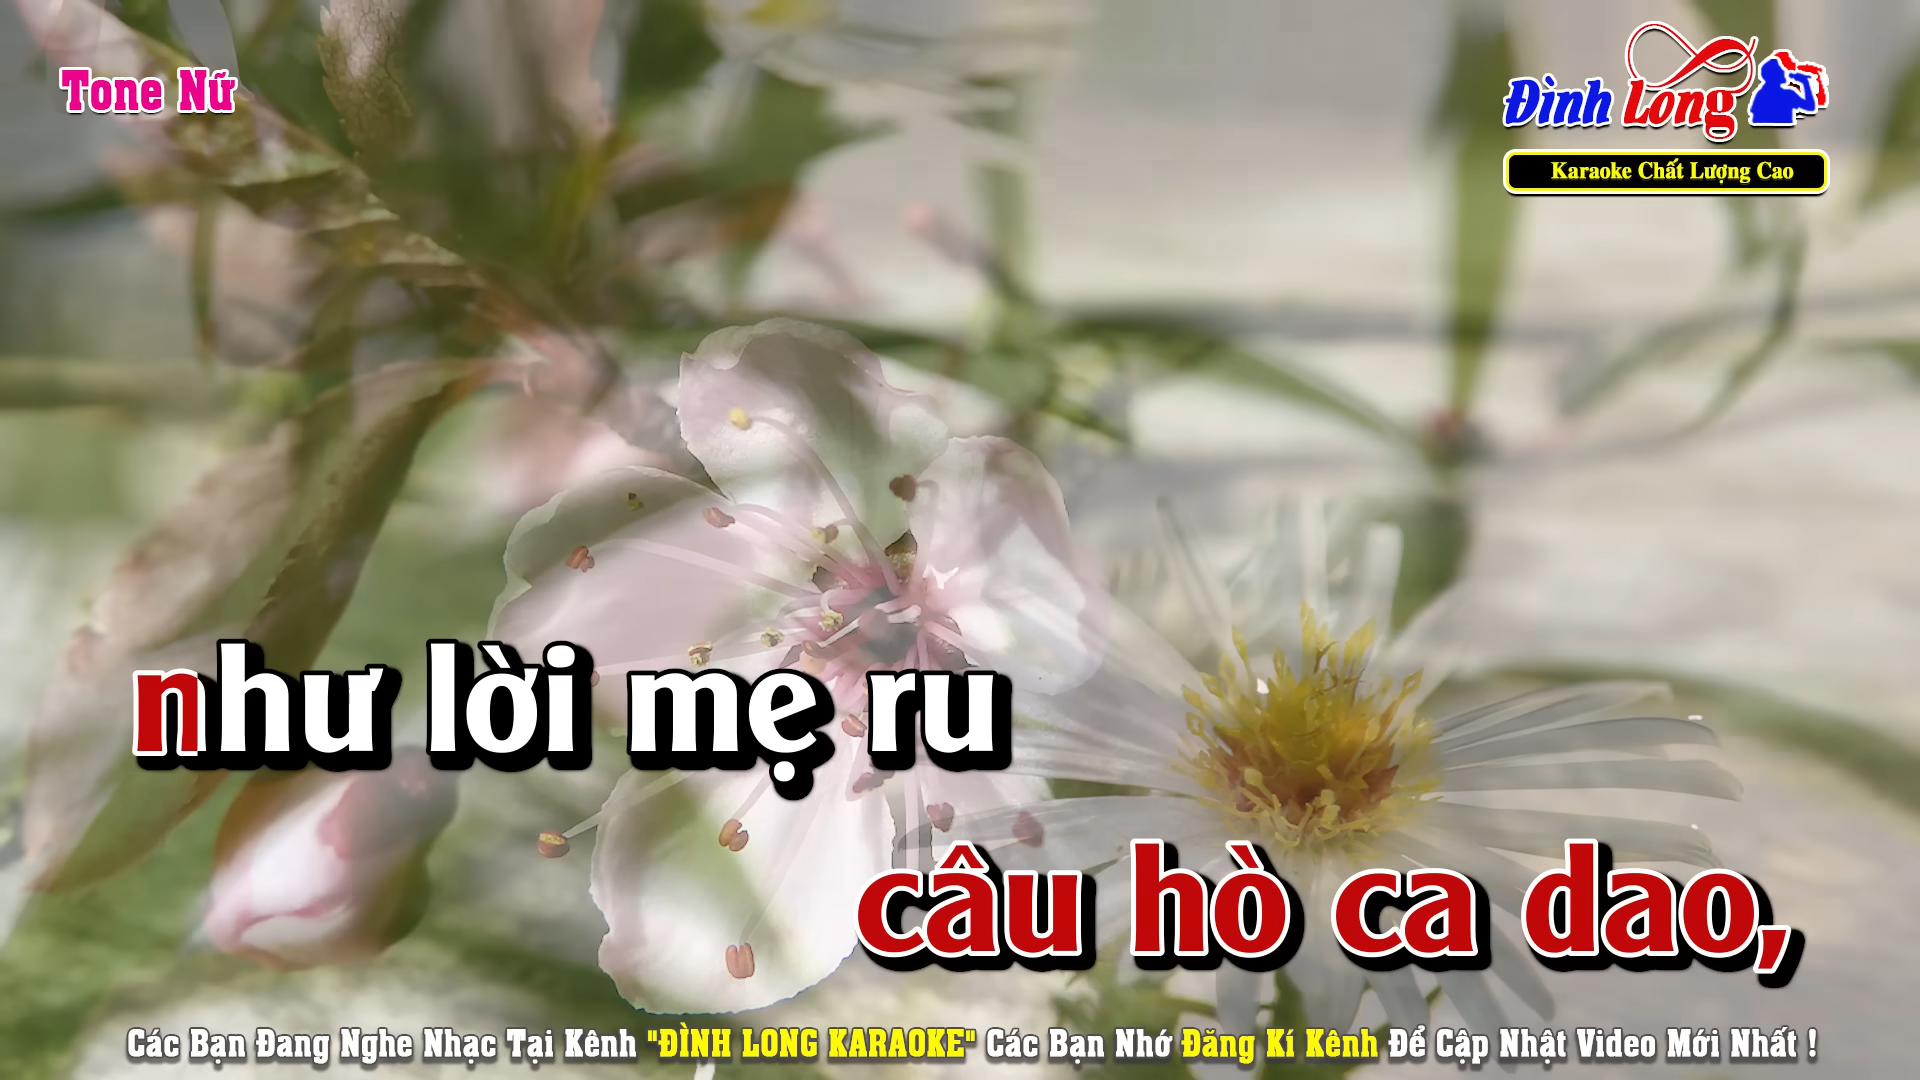 Tone Nữ
Đình Long
Karaoke Chất Lượng Cao
như lời mẹ ru
câu hò ca dao,
Các Bạn Đang Nghe Nhạc Tại Kênh "ĐÌNH LONG KARAOKE" Các Bạn Nhớ Đăng Kí Kênh Để Cập Nhật Video Mới Nhất !